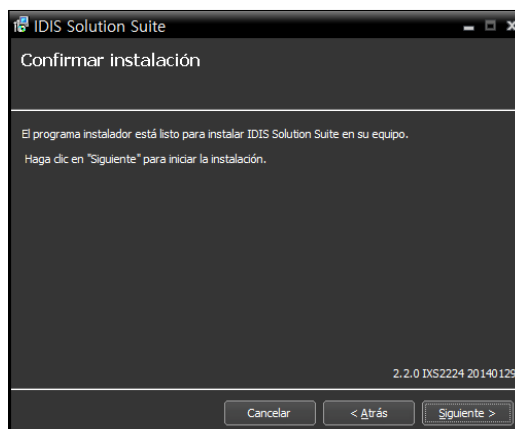 IDIS Solution Suite
Confirmar instalación
El programa instalador está listo para instalar IDIS Solution Suite en su equipo.
Haga clic en "Siguiente" para iniciar la instalación.
2.2.0 IXS2224 20140129
Cancelar
< Atrás
Siguiente >